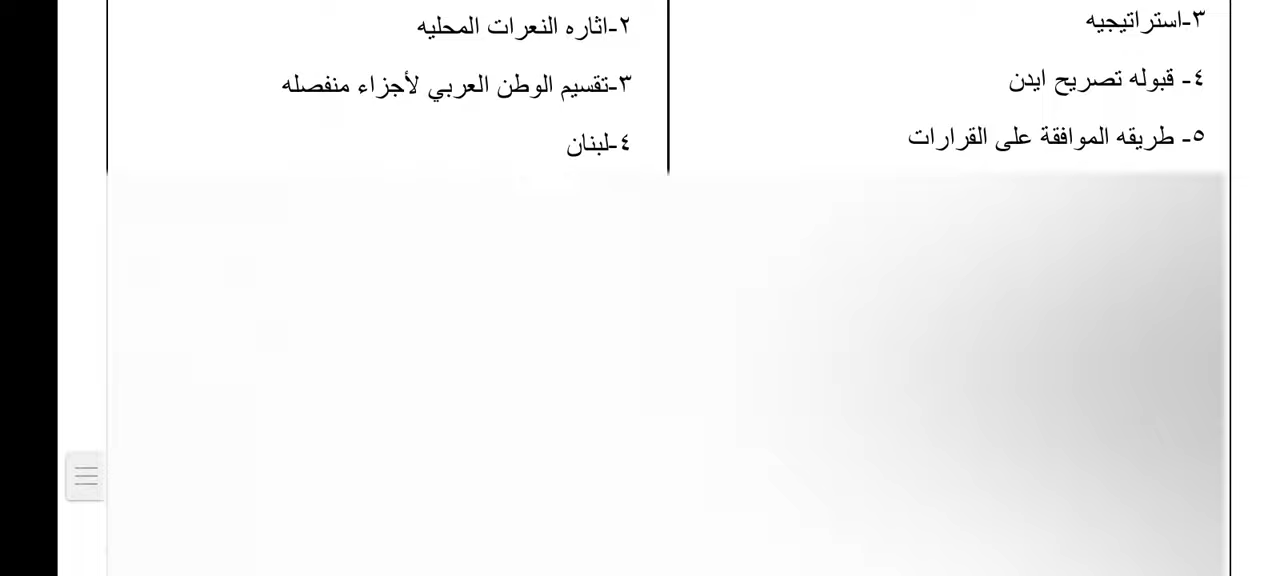 ٣-استراتيجيه
٤- قبوله تصريح ايدن
٥- طريقه الموافقة على القرارات
٢-اثاره النعرات المحليه
٣-تقسيم الوطن العربي لأجزاء منفصله
٤-لبنان